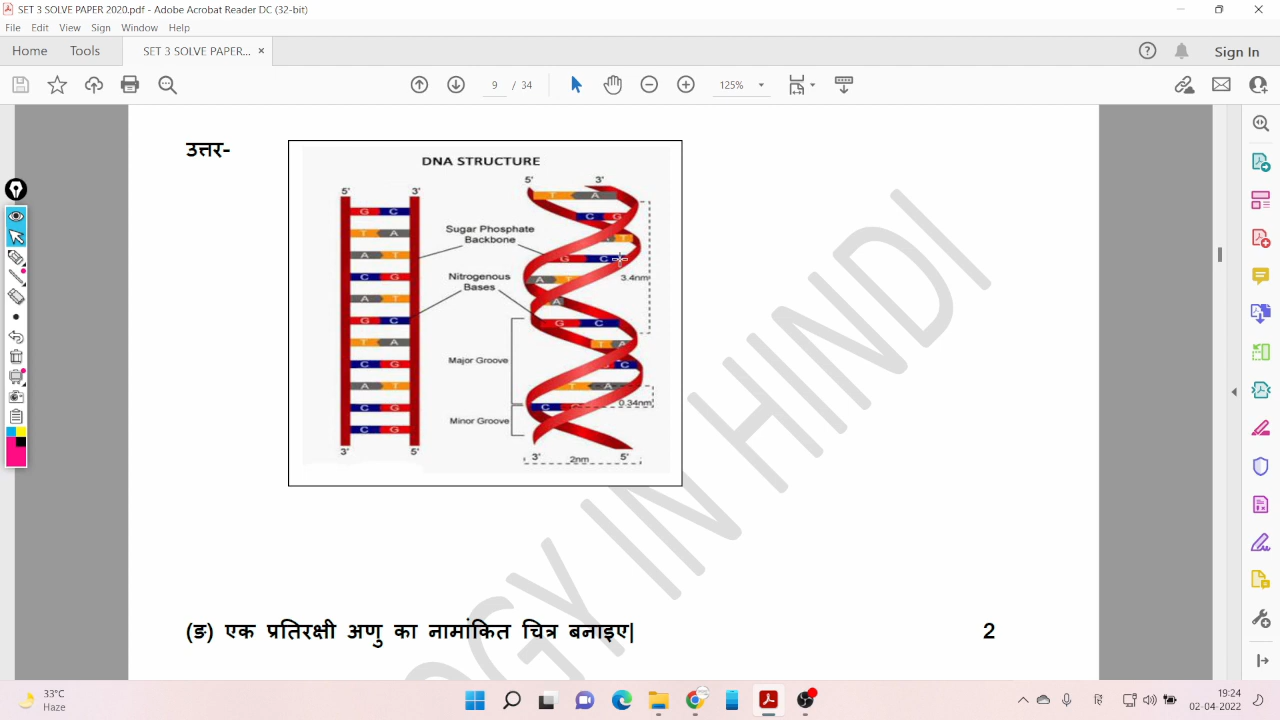 SET 3 SOLVE PAPER 2020.pdf - Adobe Acrobat Reader DC (32-bit)
File Edit View Sign Window Help
Home Tools SET 3 SOLVE PAPER... × Sign In
9 / 34 125%
उत्तर-
DNA STRUCTURE
5' 3'
5' 3'
G C
T A
A T
C G
A T
G C
T A
C G
A T
C G
C G
3' 5'
Sugar Phosphate
Backbone
Nitrogenous
Bases
Major Groove
Minor Groove
T A
C G
T
G C
A T
A
G C
T A
C
T A
C
3.4nm
0.34nm
3' 5'
2nm
(ङ) एक प्रतिरक्षी अणु का नामांकित चित्र बनाइए| 2
OGY IN HINDI
33°C
Haze
19:24
02-04-2022